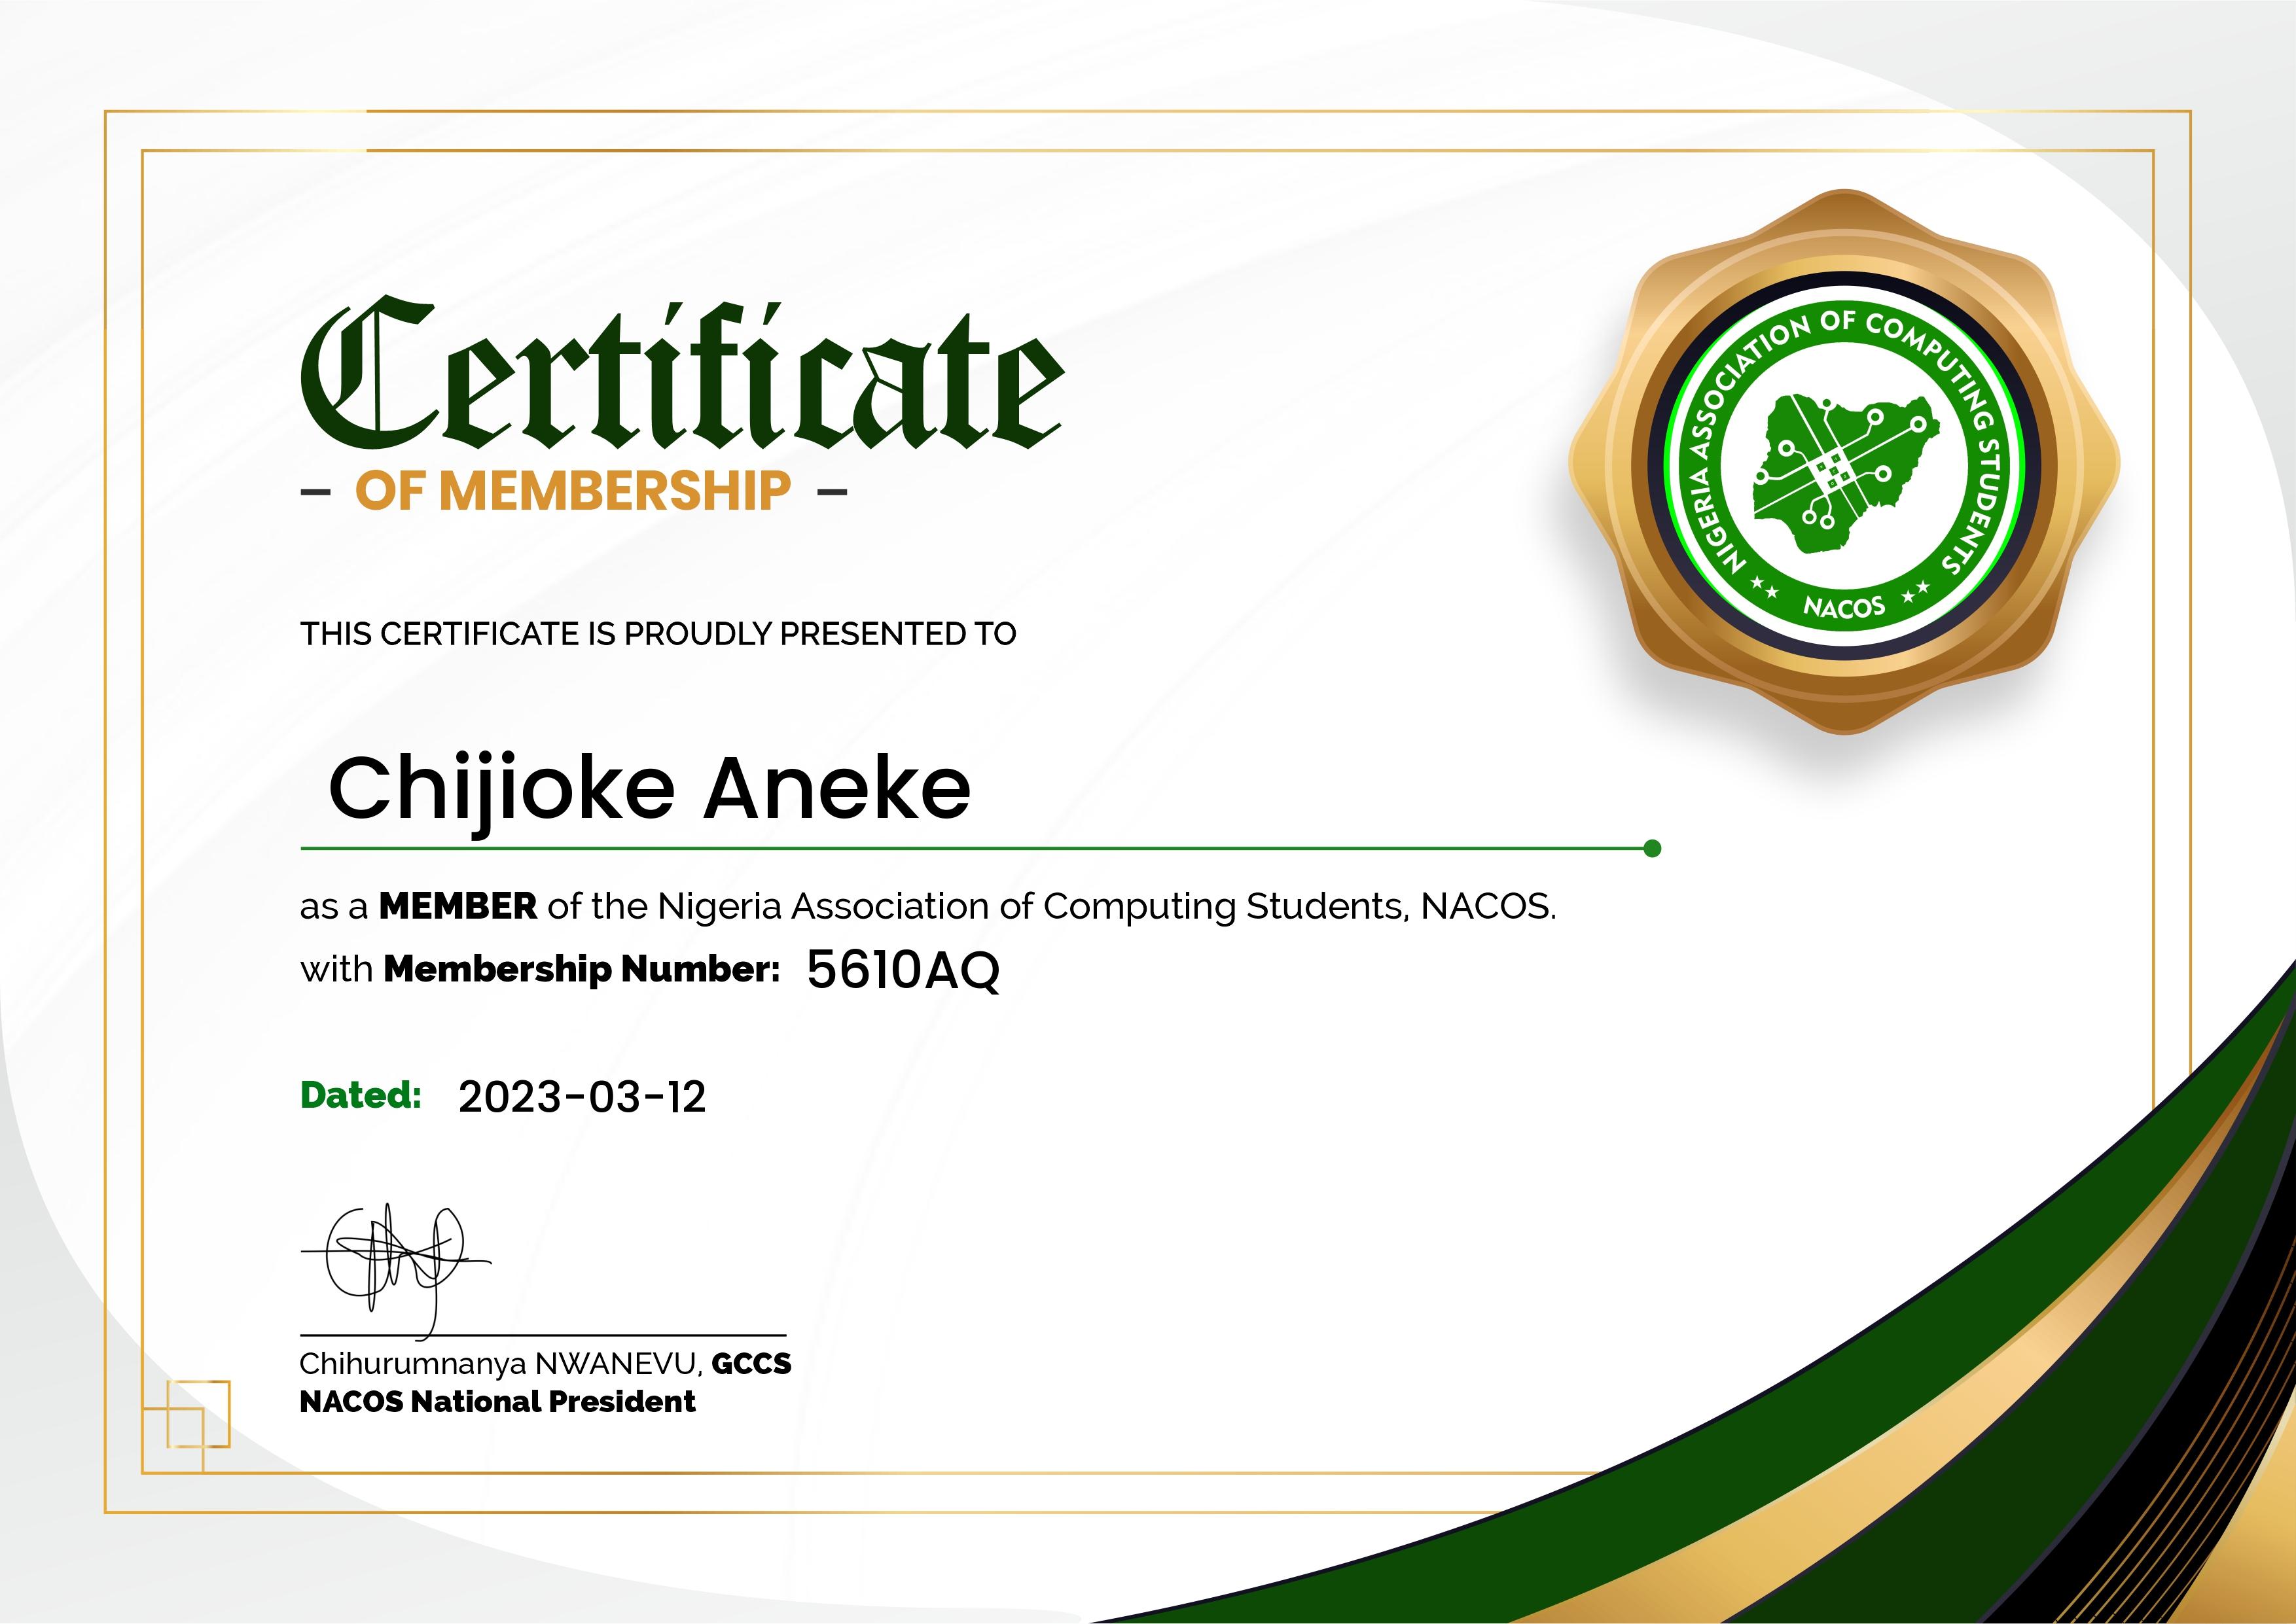 Certificate
– OF MEMBERSHIP –
NIGERIA ASSOCIATION OF COMPUTING STUDENTS
NACOS
THIS CERTIFICATE IS PROUDLY PRESENTED TO
Chijioke Aneke
as a MEMBER of the Nigeria Association of Computing Students, NACOS.
with Membership Number: 5610AQ
Dated: 2023-03-12
Chihurumnanya NWANEVU, GCCS
NACOS National President